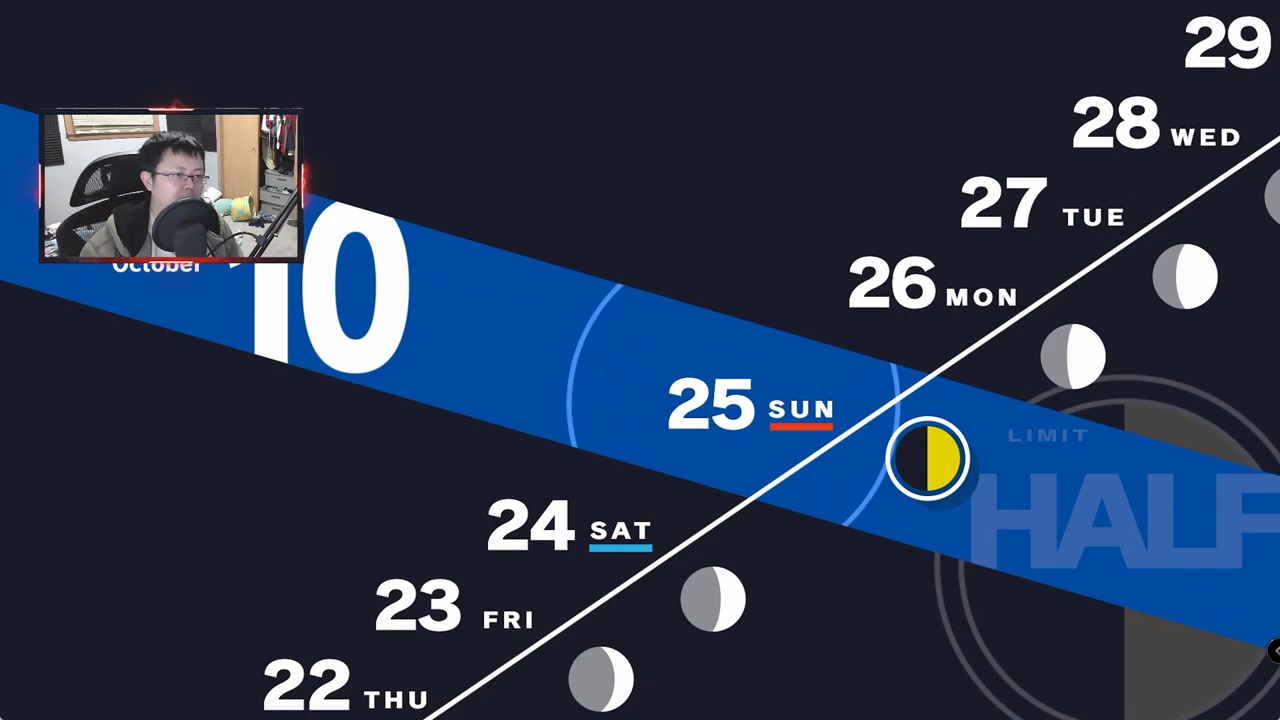 29
28 WED
27 TUE
26 MON
October 10
25 SUN
LIMIT
HALF
24 SAT
23 FRI
22 THU